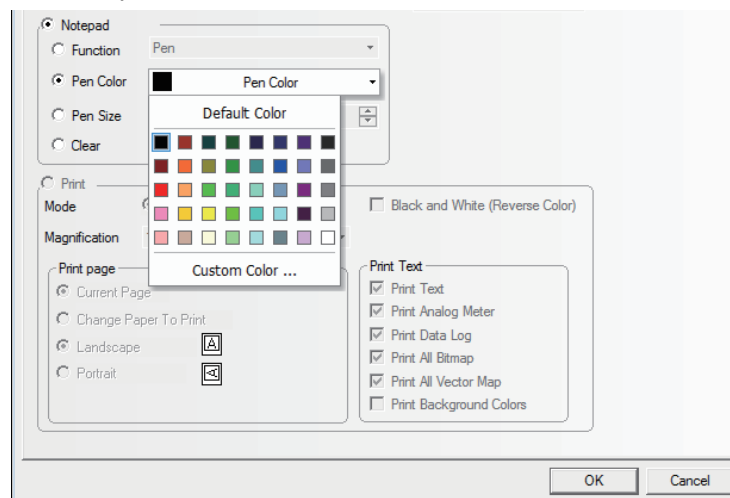 Notepad
Function Pen
Pen Color Pen Color
Pen Size
Default Color
Clear
Print
Mode
Black and White (Reverse Color)
Magnification
Custom Color ...
Print page
Current Page
Change Paper To Print
Landscape A
Portrait A
Print Text
Print Text
Print Analog Meter
Print Data Log
Print All Bitmap
Print All Vector Map
Print Background Colors
OK Cancel